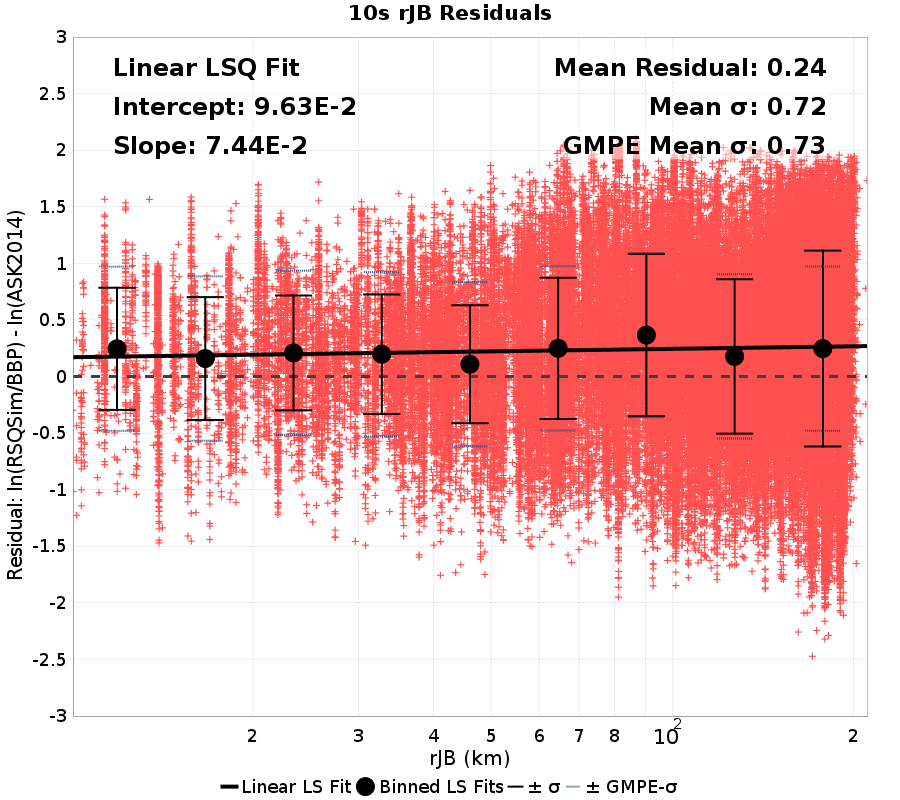 10s rJB Residuals
Linear LSQ Fit
Intercept: 9.63E-2
Slope: 7.44E-2
Mean Residual: 0.24
Mean σ: 0.72
GMPE Mean σ: 0.73
Residual: ln(RSQSim/BBP) - ln(ASK2014)
3
2.5
2
1.5
1
0.5
0
-0.5
-1
-1.5
-2
-2.5
-3
2 3 4 5 6 7 8 10² 2
rJB (km)
Linear LS Fit Binned LS Fits ± σ ± GMPE-σ